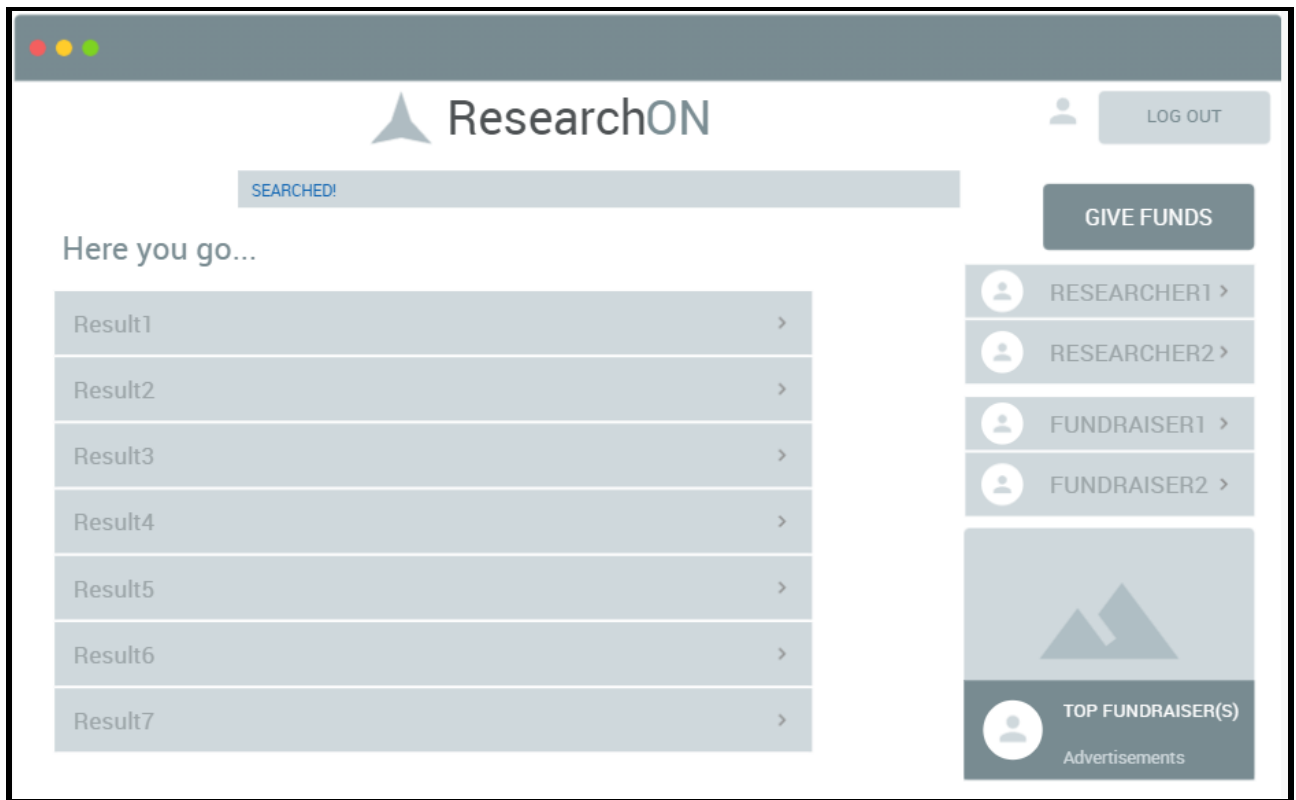 ResearchON
LOG OUT
SEARCHED!
GIVE FUNDS
Here you go...
Result1
Result2
Result3
Result4
Result5
Result6
Result7
RESEARCHER1
RESEARCHER2
FUNDRAISER1
FUNDRAISER2
TOP FUNDRAISER(S)
Advertisements